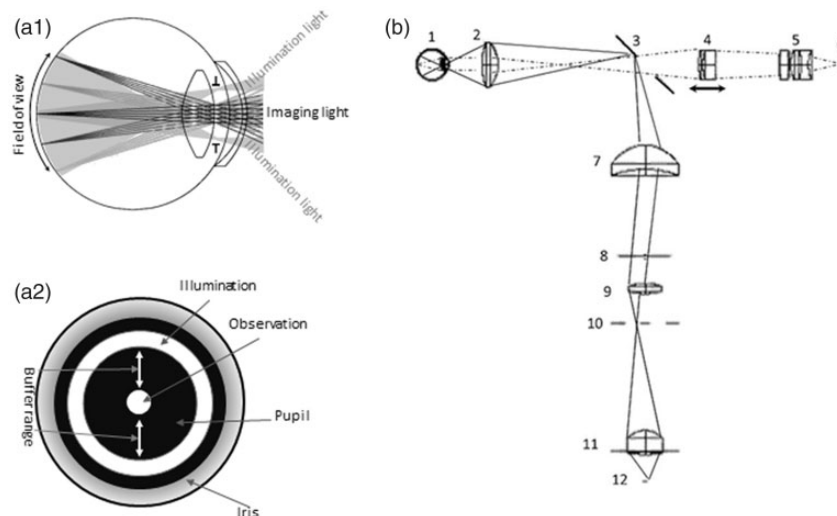 (a1)
Field of view
Illumination light
Imaging light
Illumination light
(a2)
Illumination
Observation
Buffer range
Pupil
Iris
(b)
1
2
3
4
5
7
8
9
10
11
12